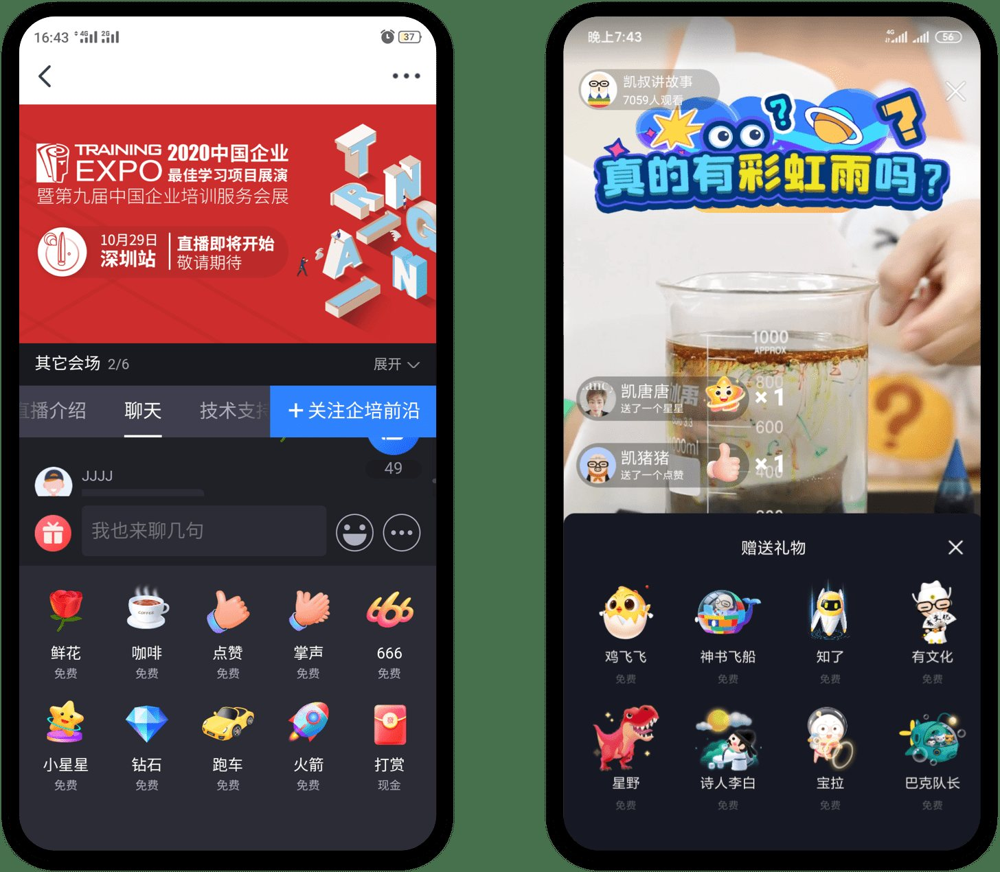 16:43 4G 2G 37
TRAINING
EXPO
2020中国企业
最佳学习项目展演
暨第九届中国企业培训服务会展
10月29日
深圳站
直播即将开始
敬请期待
T
R
A
I
N
I
N
G
其它会场 2/6 展开
直播介绍 聊天 技术支持 +关注企培前沿
49
JJJJ
我也来聊几句
COFFEE
鲜花 咖啡 点赞 掌声 666
免费 免费 免费 免费 免费
發
小星星 钻石 跑车 火箭 打赏
免费 免费 免费 免费 现金
晚上7:43 4G 56
凯叔讲故事
7059人观看
真的有彩虹雨吗?
1000
APPROX
800
600
400
1000ml
凯唐唐
送了一个星星
× 1
凯猪猪
送了一个点赞
× 1
赠送礼物
鸡飞飞 神书飞船 知了 有文化
免费 免费 免费 免费
星野 诗人李白 宝拉 巴克队长
免费 免费 免费 免费